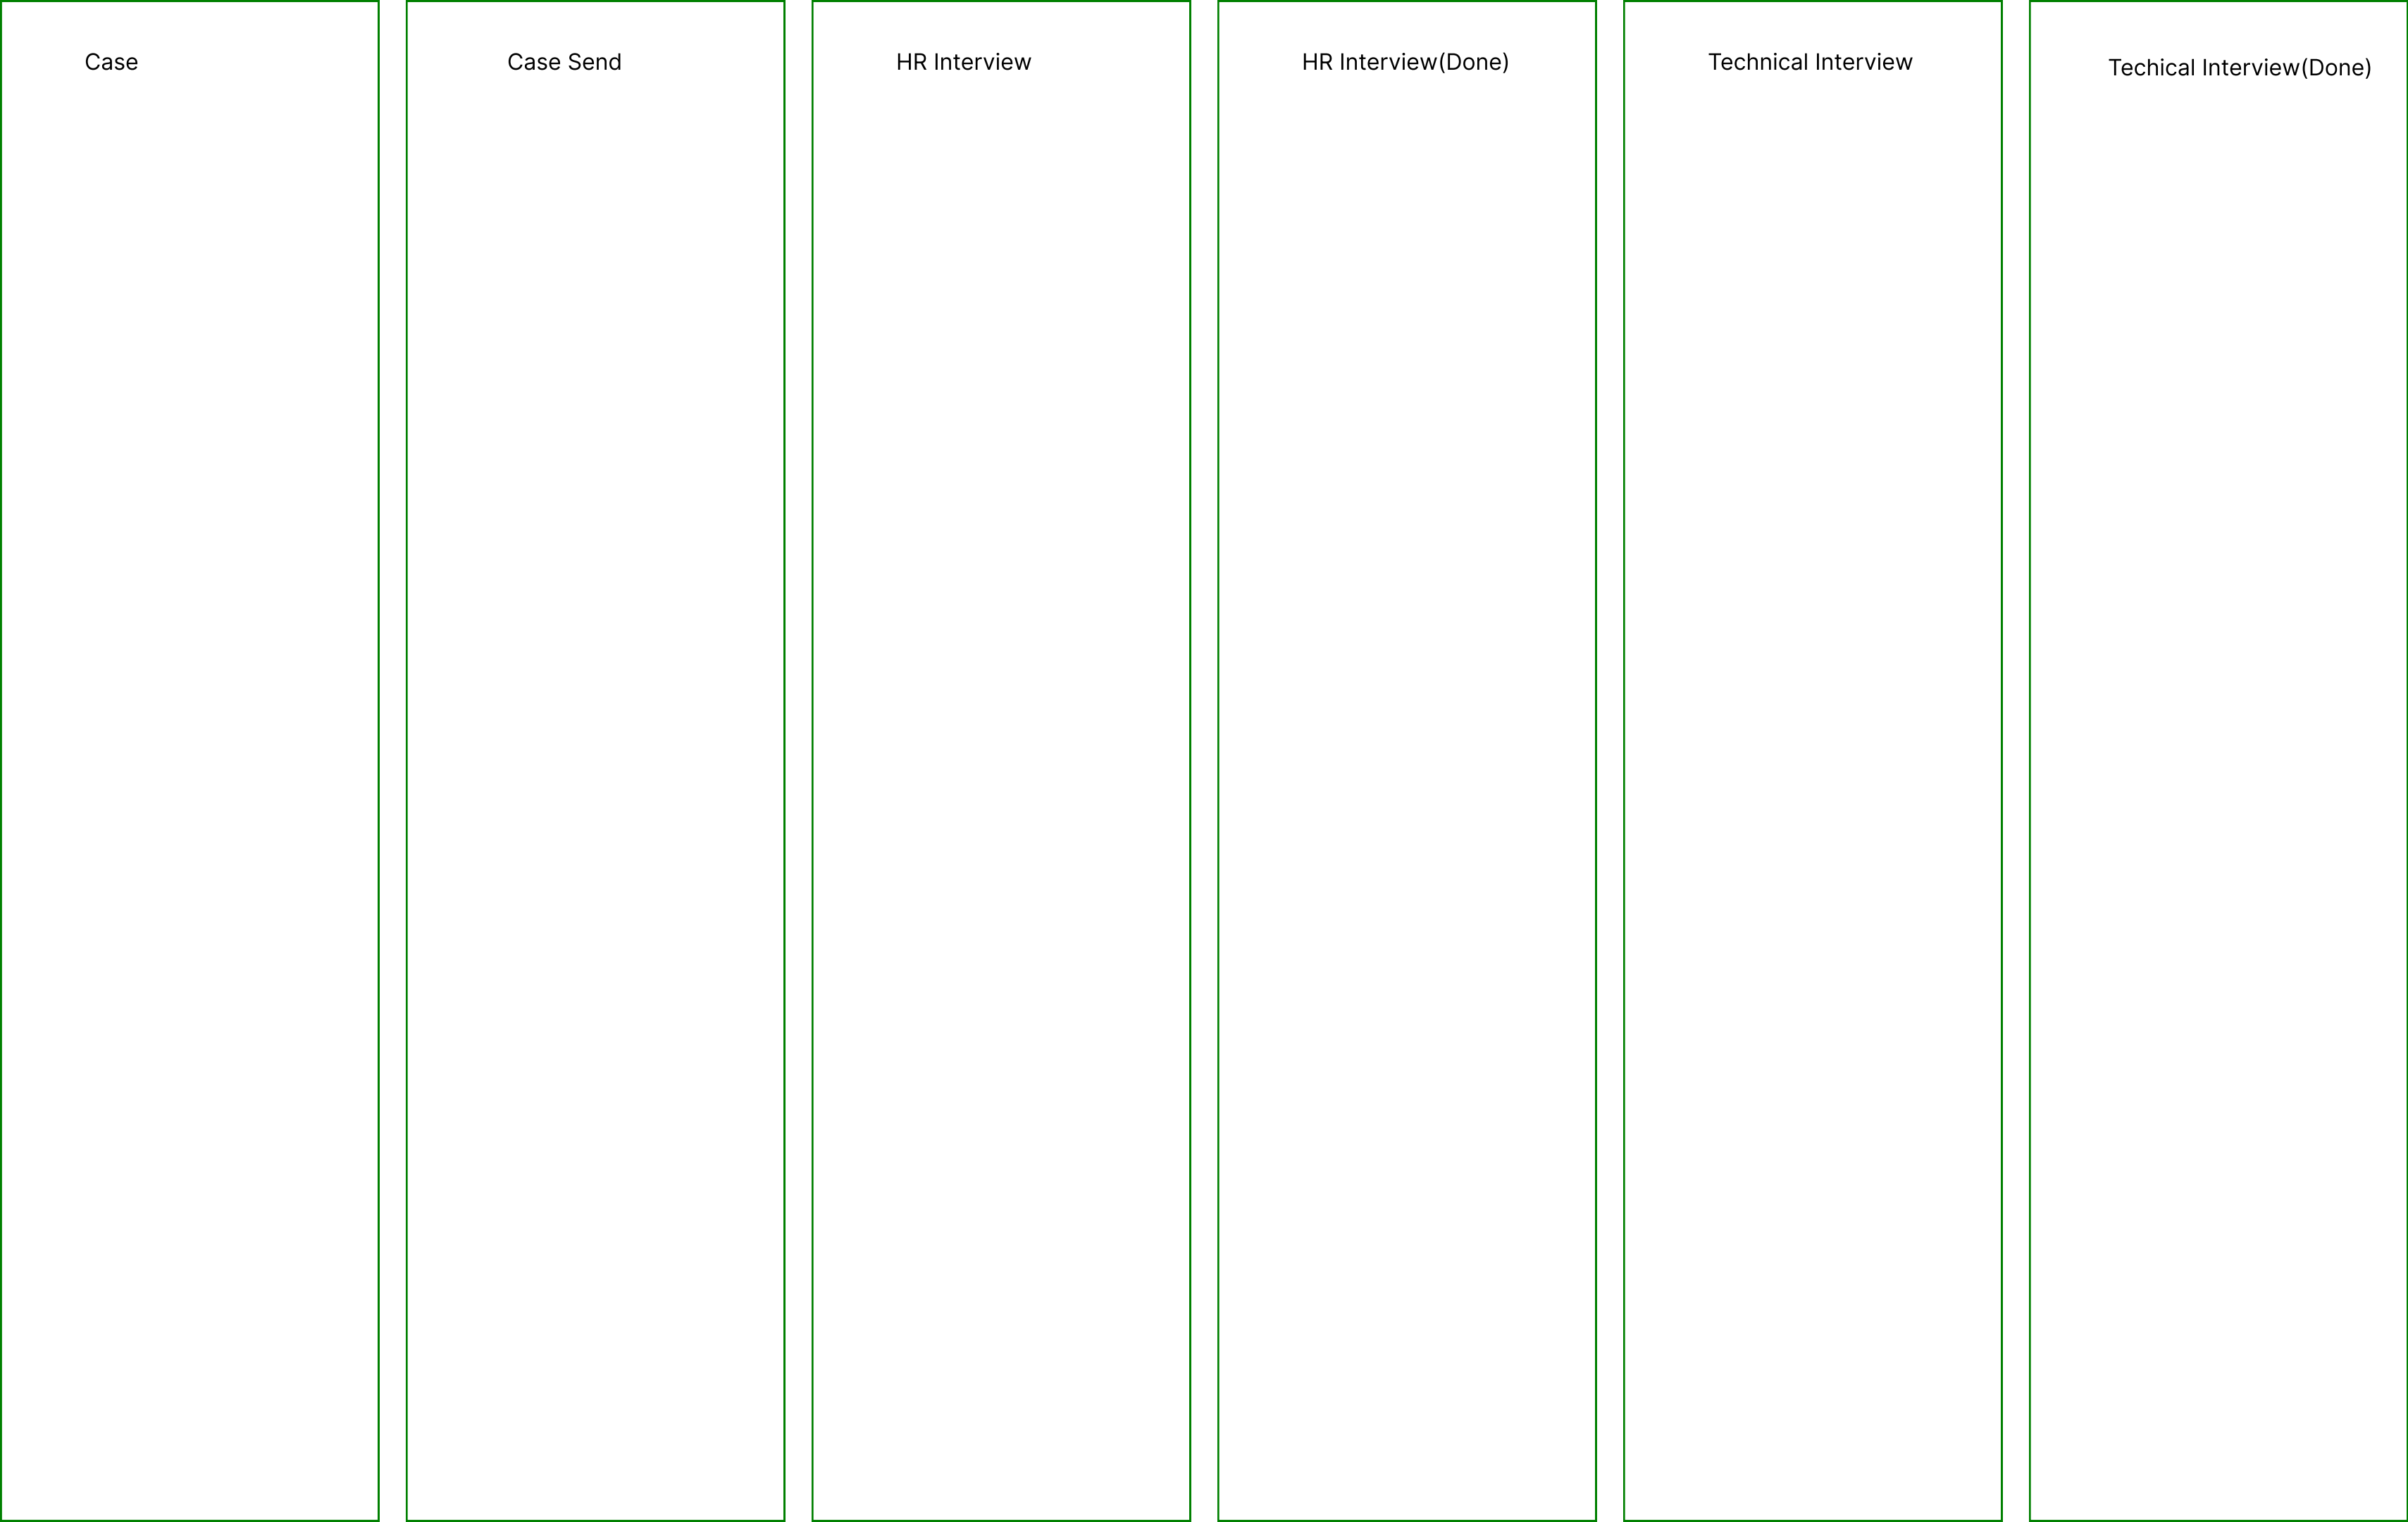 Case
Case Send
HR Interview
HR Interview(Done)
Technical Interview
Techical Interview(Done)